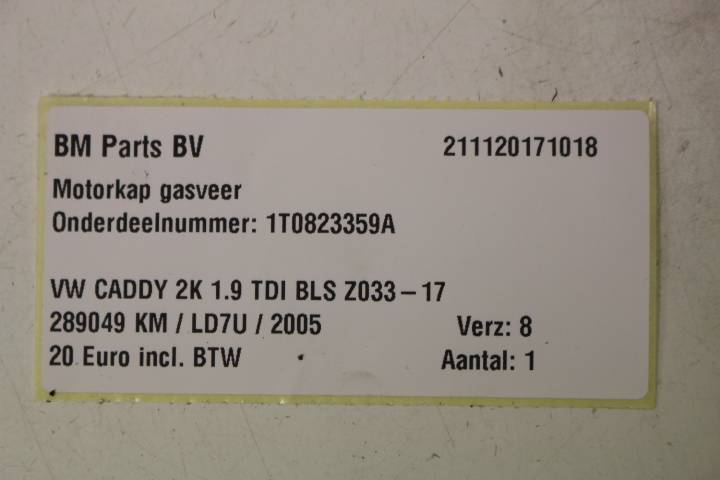 BM Parts BV 211120171018
Motorkap gasveer
Onderdeelnummer: 1T0823359A
VW CADDY 2K 1.9 TDI BLS Z033-17
289049 KM / LD7U / 2005 Verz: 8
20 Euro incl. BTW Aantal: 1